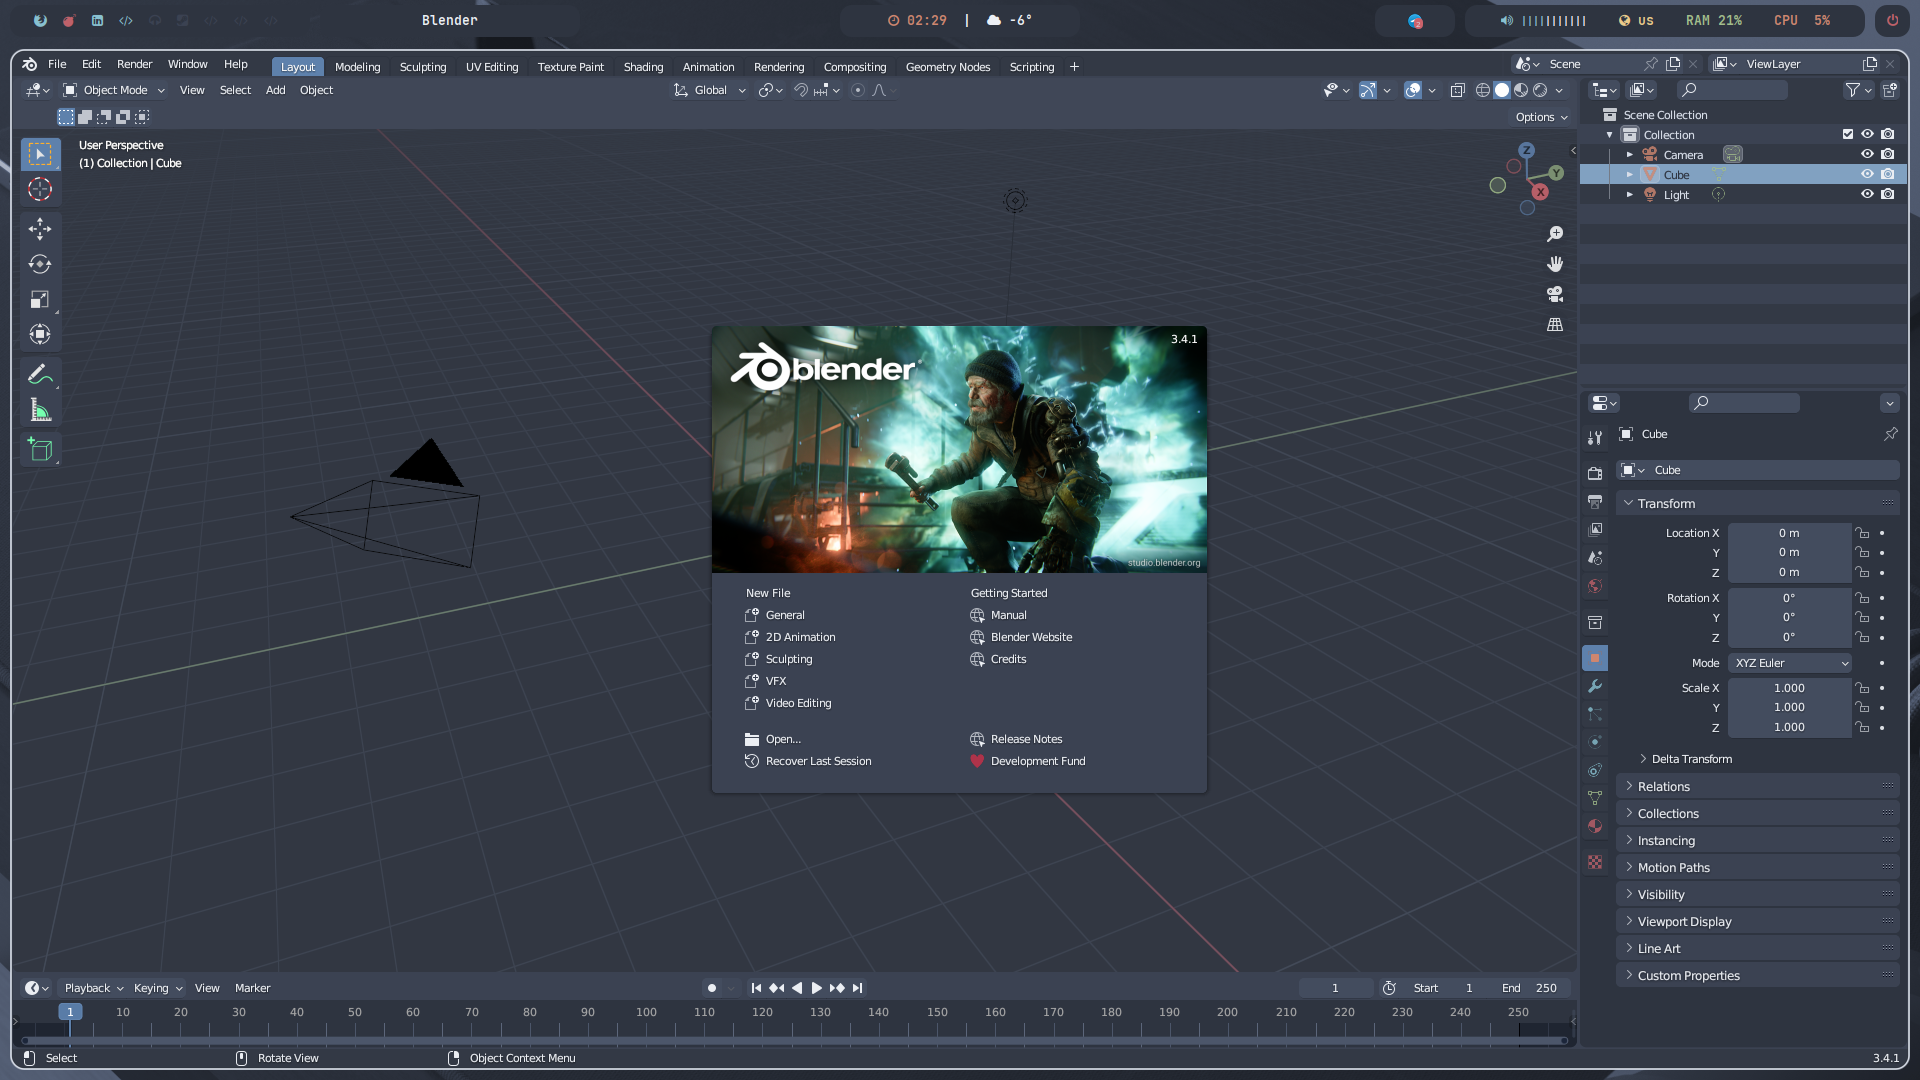 Blender
02:29 | -6°
us
RAM 21%
CPU 5%
File Edit Render Window Help
Layout Modeling Sculpting UV Editing Texture Paint Shading Animation Rendering Compositing Geometry Nodes Scripting +
Scene
ViewLayer
Object Mode View Select Add Object
Global
Options
User Perspective
(1) Collection | Cube
Z
Y
X
Scene Collection
Collection
Camera
Cube
Light
blender
3.4.1
studio.blender.org
New File
General
2D Animation
Sculpting
VFX
Video Editing
Open...
Recover Last Session
Getting Started
Manual
Blender Website
Credits
Release Notes
Development Fund
Cube
Cube
Transform
Location X 0 m
Y 0 m
Z 0 m
Rotation X 0°
Y 0°
Z 0°
Mode XYZ Euler
Scale X 1.000
Y 1.000
Z 1.000
Delta Transform
Relations
Collections
Instancing
Motion Paths
Visibility
Viewport Display
Line Art
Custom Properties
Playback Keying View Marker
1 Start 1 End 250
1 10 20 30 40 50 60 70 80 90 100 110 120 130 140 150 160 170 180 190 200 210 220 230 240 250
Select Rotate View Object Context Menu
3.4.1